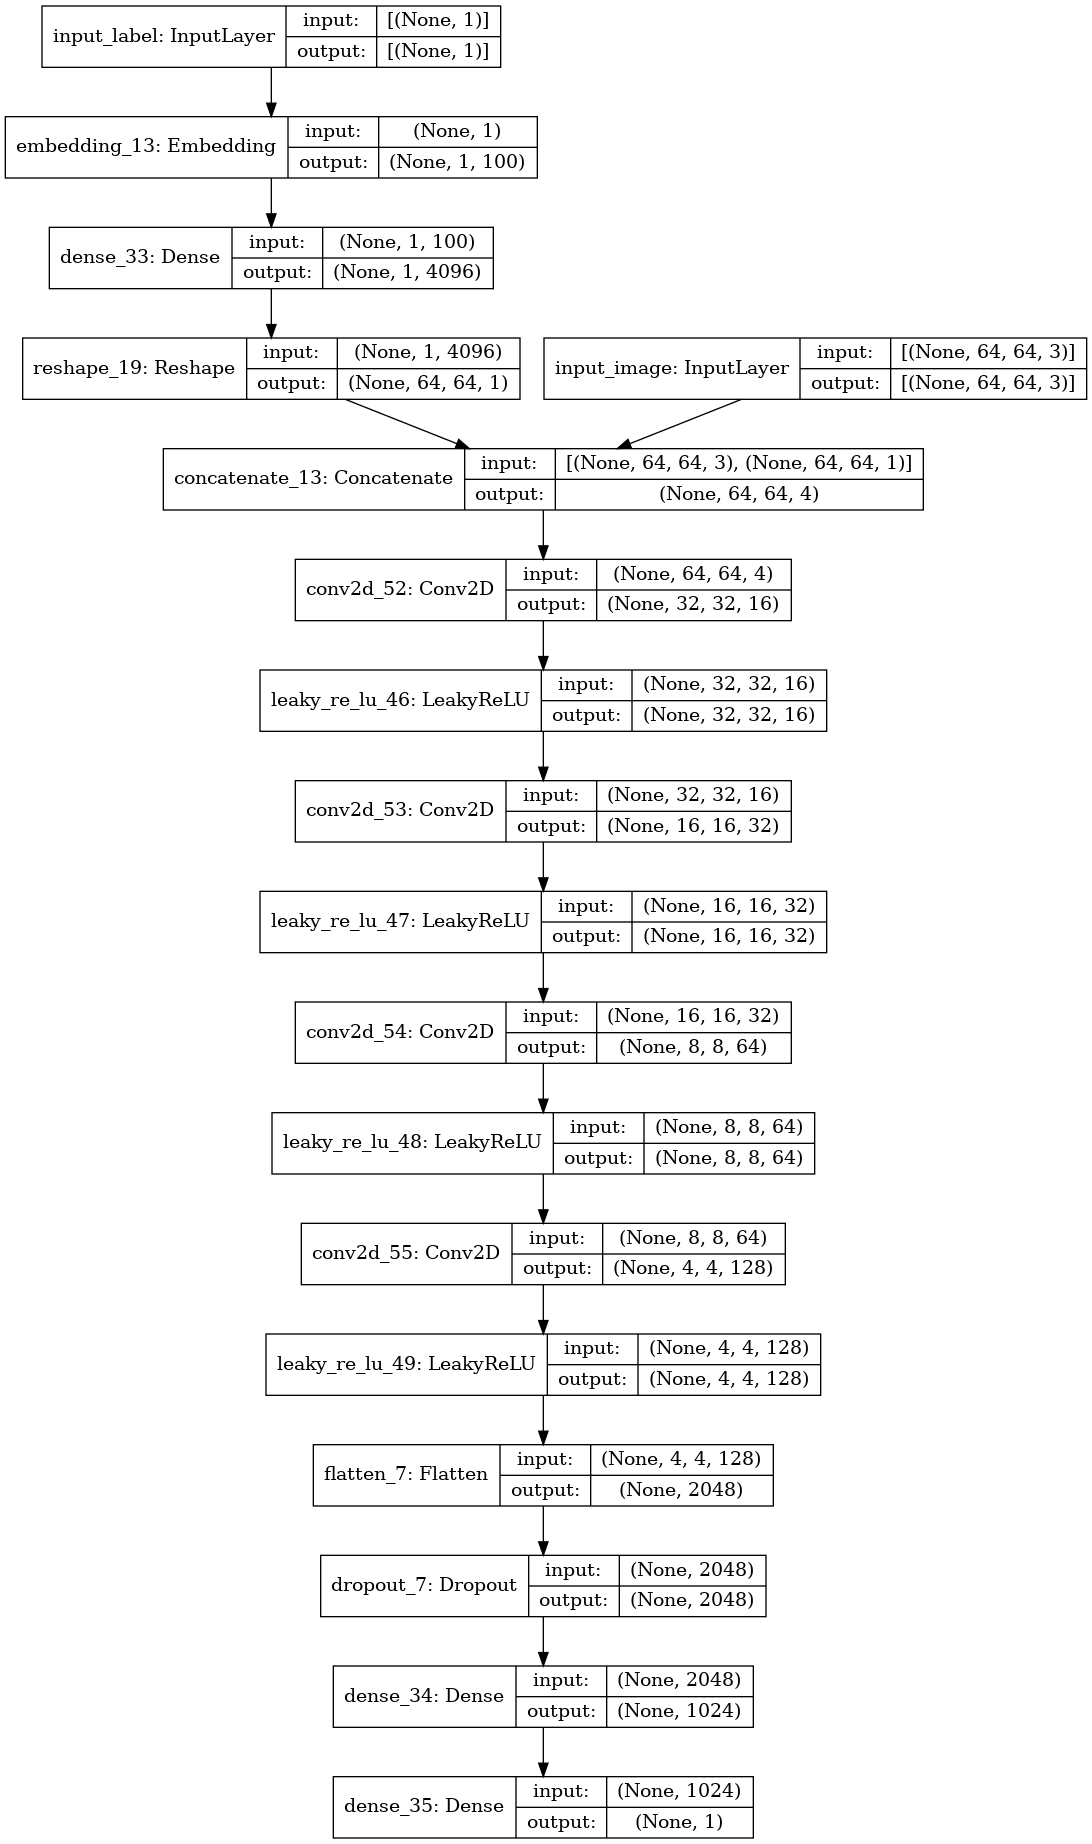 input_label: InputLayer
input:
[(None, 1)]
output:
[(None, 1)]
embedding_13: Embedding
input:
(None, 1)
output:
(None, 1, 100)
dense_33: Dense
input:
(None, 1, 100)
output:
(None, 1, 4096)
reshape_19: Reshape
input:
(None, 1, 4096)
output:
(None, 64, 64, 1)
input_image: InputLayer
input:
[(None, 64, 64, 3)]
output:
[(None, 64, 64, 3)]
concatenate_13: Concatenate
input:
[(None, 64, 64, 3), (None, 64, 64, 1)]
output:
(None, 64, 64, 4)
conv2d_52: Conv2D
input:
(None, 64, 64, 4)
output:
(None, 32, 32, 16)
leaky_re_lu_46: LeakyReLU
input:
(None, 32, 32, 16)
output:
(None, 32, 32, 16)
conv2d_53: Conv2D
input:
(None, 32, 32, 16)
output:
(None, 16, 16, 32)
leaky_re_lu_47: LeakyReLU
input:
(None, 16, 16, 32)
output:
(None, 16, 16, 32)
conv2d_54: Conv2D
input:
(None, 16, 16, 32)
output:
(None, 8, 8, 64)
leaky_re_lu_48: LeakyReLU
input:
(None, 8, 8, 64)
output:
(None, 8, 8, 64)
conv2d_55: Conv2D
input:
(None, 8, 8, 64)
output:
(None, 4, 4, 128)
leaky_re_lu_49: LeakyReLU
input:
(None, 4, 4, 128)
output:
(None, 4, 4, 128)
flatten_7: Flatten
input:
(None, 4, 4, 128)
output:
(None, 2048)
dropout_7: Dropout
input:
(None, 2048)
output:
(None, 2048)
dense_34: Dense
input:
(None, 2048)
output:
(None, 1024)
dense_35: Dense
input:
(None, 1024)
output:
(None, 1)